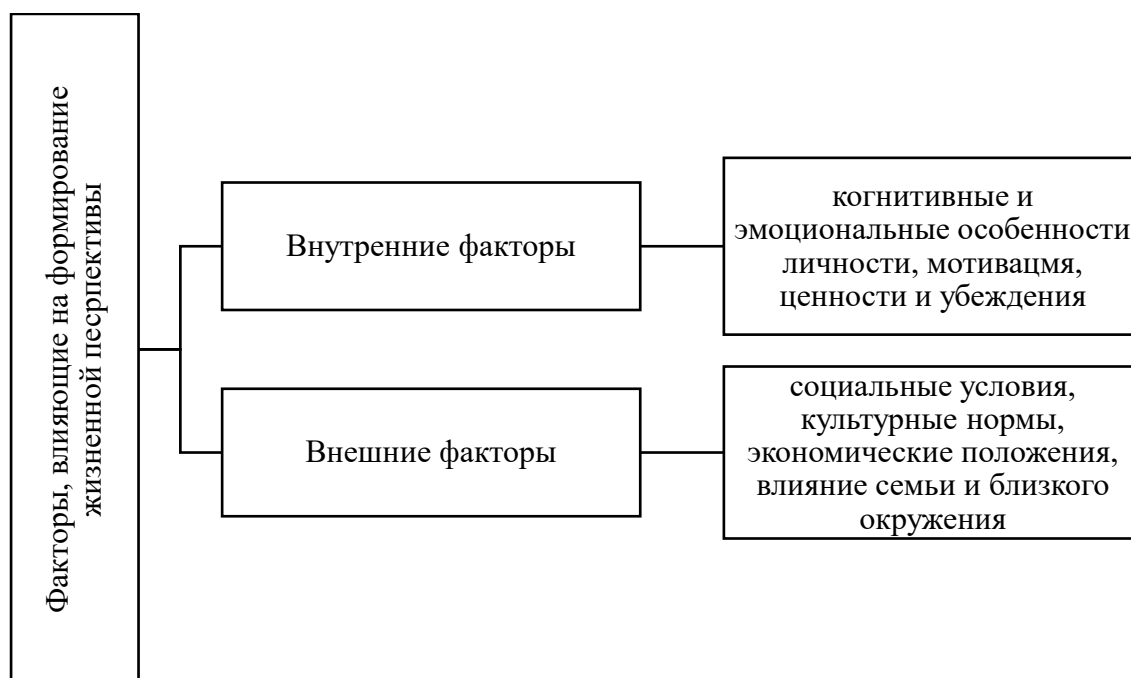 Факторы, влияющие на формирование
жизненной песрпективы
Внутренние факторы
когнитивные и
эмоциональные особенности
личности, мотивацмя,
ценности и убеждения
Внешние факторы
социальные условия,
культурные нормы,
экономические положения,
влияние семьи и близкого
окружения